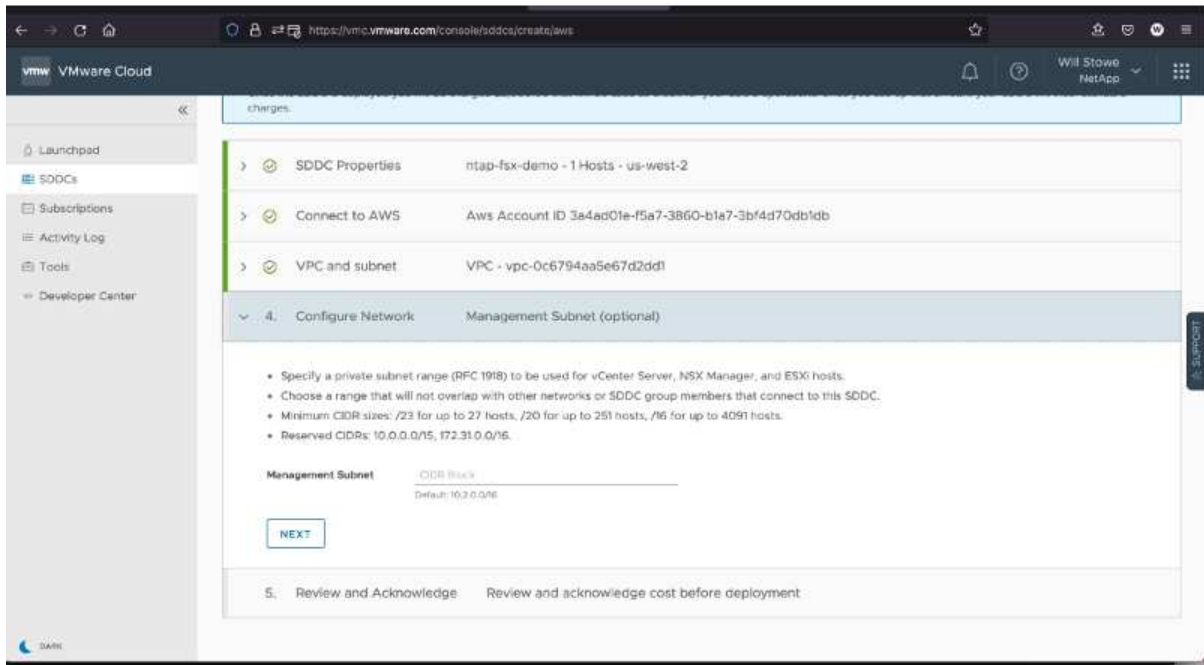 https://vmc.vmware.com/console/sddcs/create/aws
W
vmw VMware Cloud
Will Stowe
NetApp
charges.
Launchpad
SDDCs
Subscriptions
Activity Log
Tools
Developer Center
SDDC Properties ntap-fsx-demo - 1 Hosts - us-west-2
Connect to AWS Aws Account ID 3a4ad01e-f5a7-3860-b1a7-3bf4d70db1db
VPC and subnet VPC - vpc-0c6794aa5e67d2dd1
4. Configure Network Management Subnet (optional)
SUPPORT
• Specify a private subnet range (RFC 1918) to be used for vCenter Server, NSX Manager, and ESXi hosts.
• Choose a range that will not overlap with other networks or SDDC group members that connect to this SDDC.
• Minimum CIDR sizes: /23 for up to 27 hosts, /20 for up to 251 hosts, /16 for up to 4091 hosts.
• Reserved CIDRs: 10.0.0.0/15, 172.31.0.0/16.
Management Subnet CIDR Block
Default: 10.2.0.0/16
NEXT
5. Review and Acknowledge Review and acknowledge cost before deployment
DARK